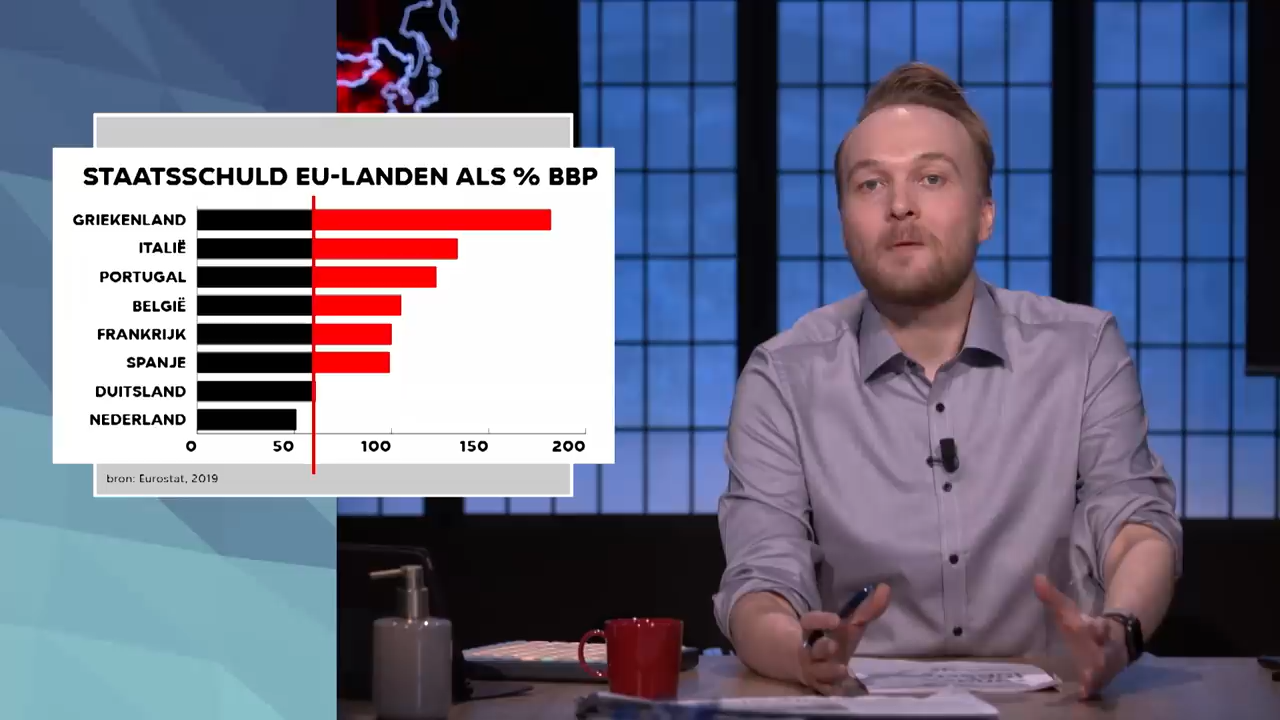 STAATSSCHULD EU-LANDEN ALS % BBP
GRIEKENLAND
ITALIË
PORTUGAL
BELGIË
FRANKRIJK
SPANJE
DUITSLAND
NEDERLAND
0 50 100 150 200
bron: Eurostat, 2019